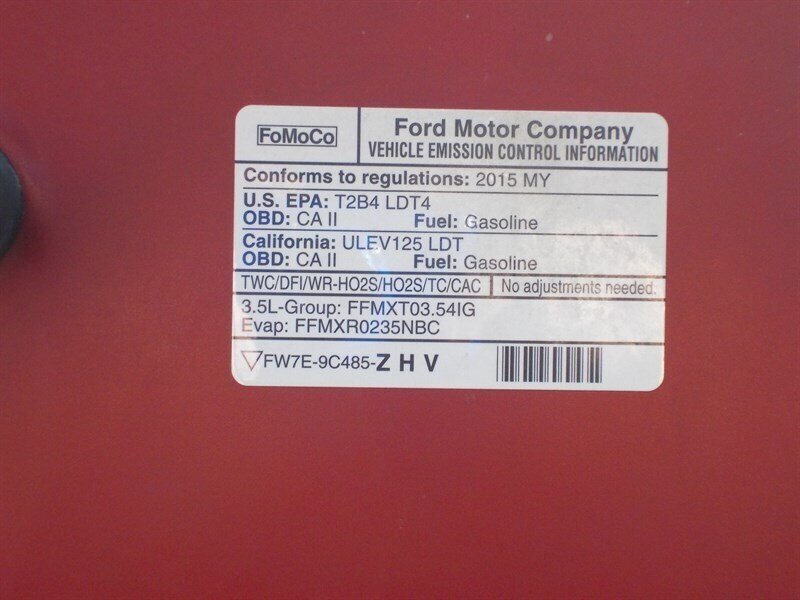 FoMoCo
Ford Motor Company
VEHICLE EMISSION CONTROL INFORMATION
Conforms to regulations: 2015 MY
U.S. EPA: T2B4 LDT4
OBD: CA II Fuel: Gasoline
California: ULEV125 LDT
OBD: CA II Fuel: Gasoline
TWC/DFI/WR-HO2S/HO2S/TC/CAC No adjustments needed.
3.5L-Group: FFMXT03.54IG
Evap: FFMXR0235NBC
FW7E-9C485-Z H V